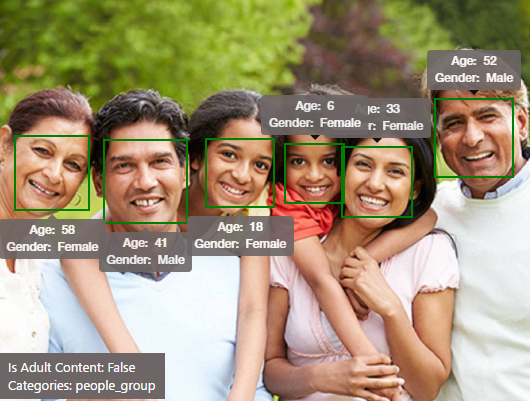 Age: 52
Gender: Male
Age: 6
Gender: Female
ge: 33
r: Female
Age: 58
Gender: Female
Age: 41
Gender: Male
Age: 18
Gender: Female
Is Adult Content: False
Categories: people_group